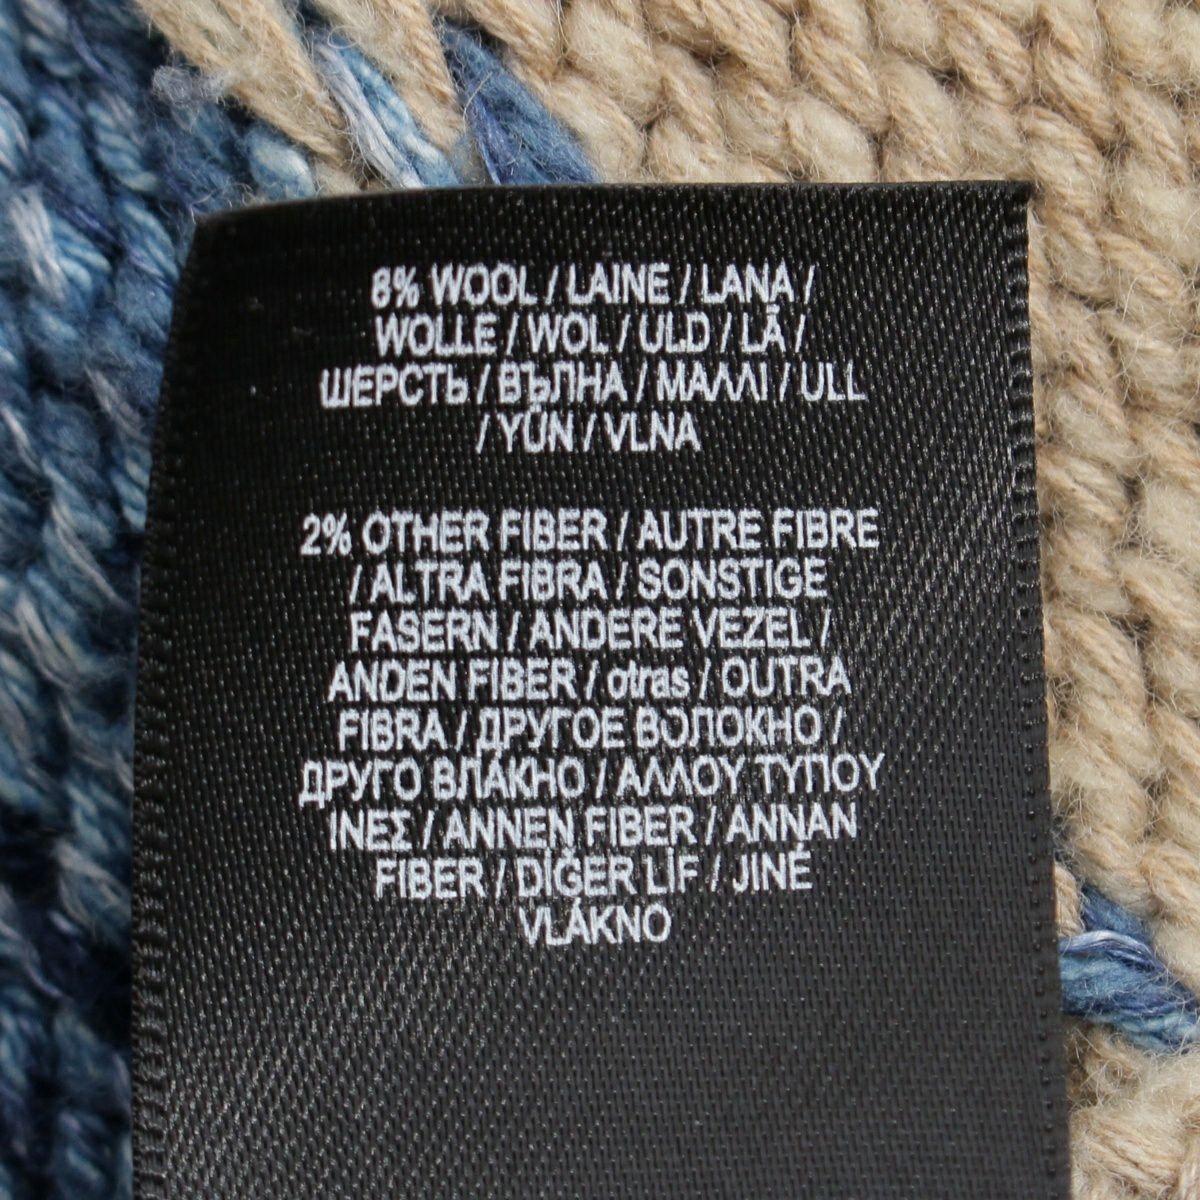 6% WOOL / LAINE / LANA /
WOLLE / WOL / ULD / LÃ /
ШЕРСТЬ / ВЪЛНА / ΜΑΛΛΙ / ULL
/ YŪN / VLNA
2% OTHER FIBER / AUTRE FIBRE
/ ALTRA FIBRA / SONSTIGE
FASERN / ANDERE VEZEL /
ANDEN FIBER / otras / OUTRA
FIBRA / ДРУГОЕ ВОЛОКНО /
ДРУГО ВЛАКНО / ΑΛΛΟΥ ΤΥΠΟΥ
ΙΝΕΣ / ANNEN FIBER / ANNAN
FIBER / DİĞER LİF / JINÉ
VLÁKNO